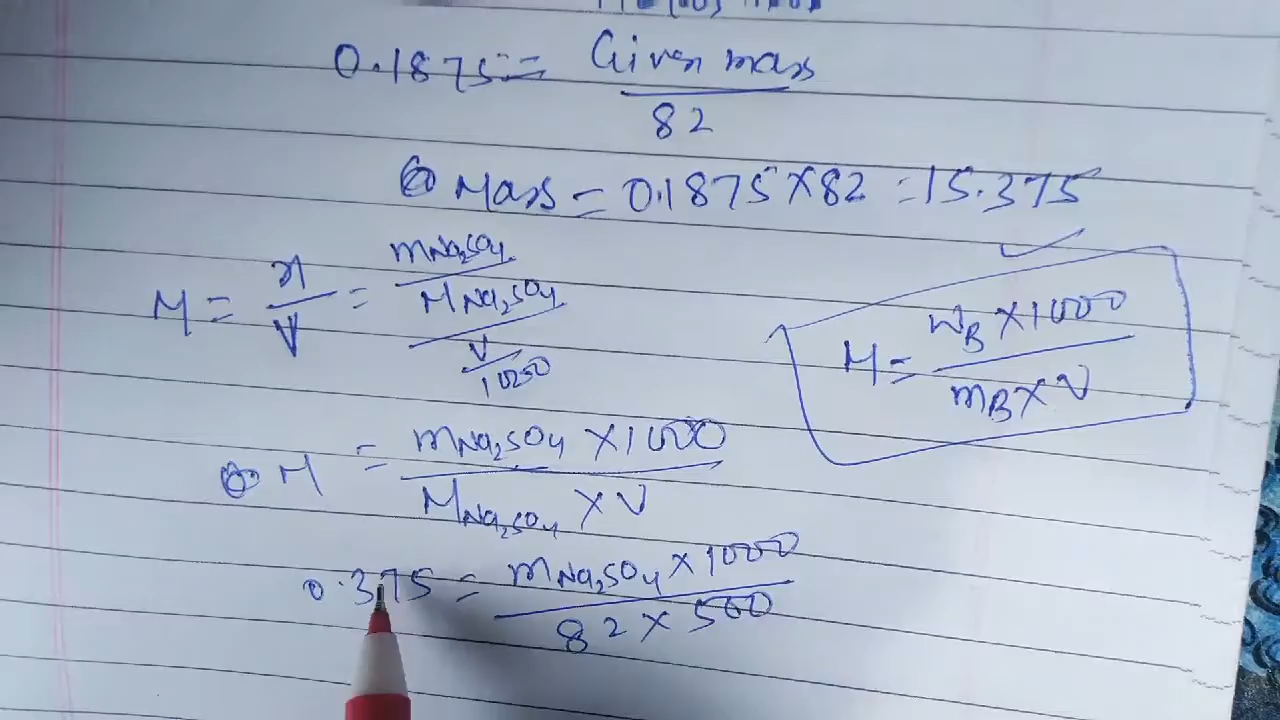 0.1875 = Given mass
82
Mass = 0.1875 × 82 = 15.375
M = n/V = mNa2SO4 / MNa2SO4 / V/1000
M = WB × 1000 / mB × V
M = mNa2SO4 × 1000 / MNa2SO4 × V
0.375 = mNa2SO4 × 1000
82 × 500